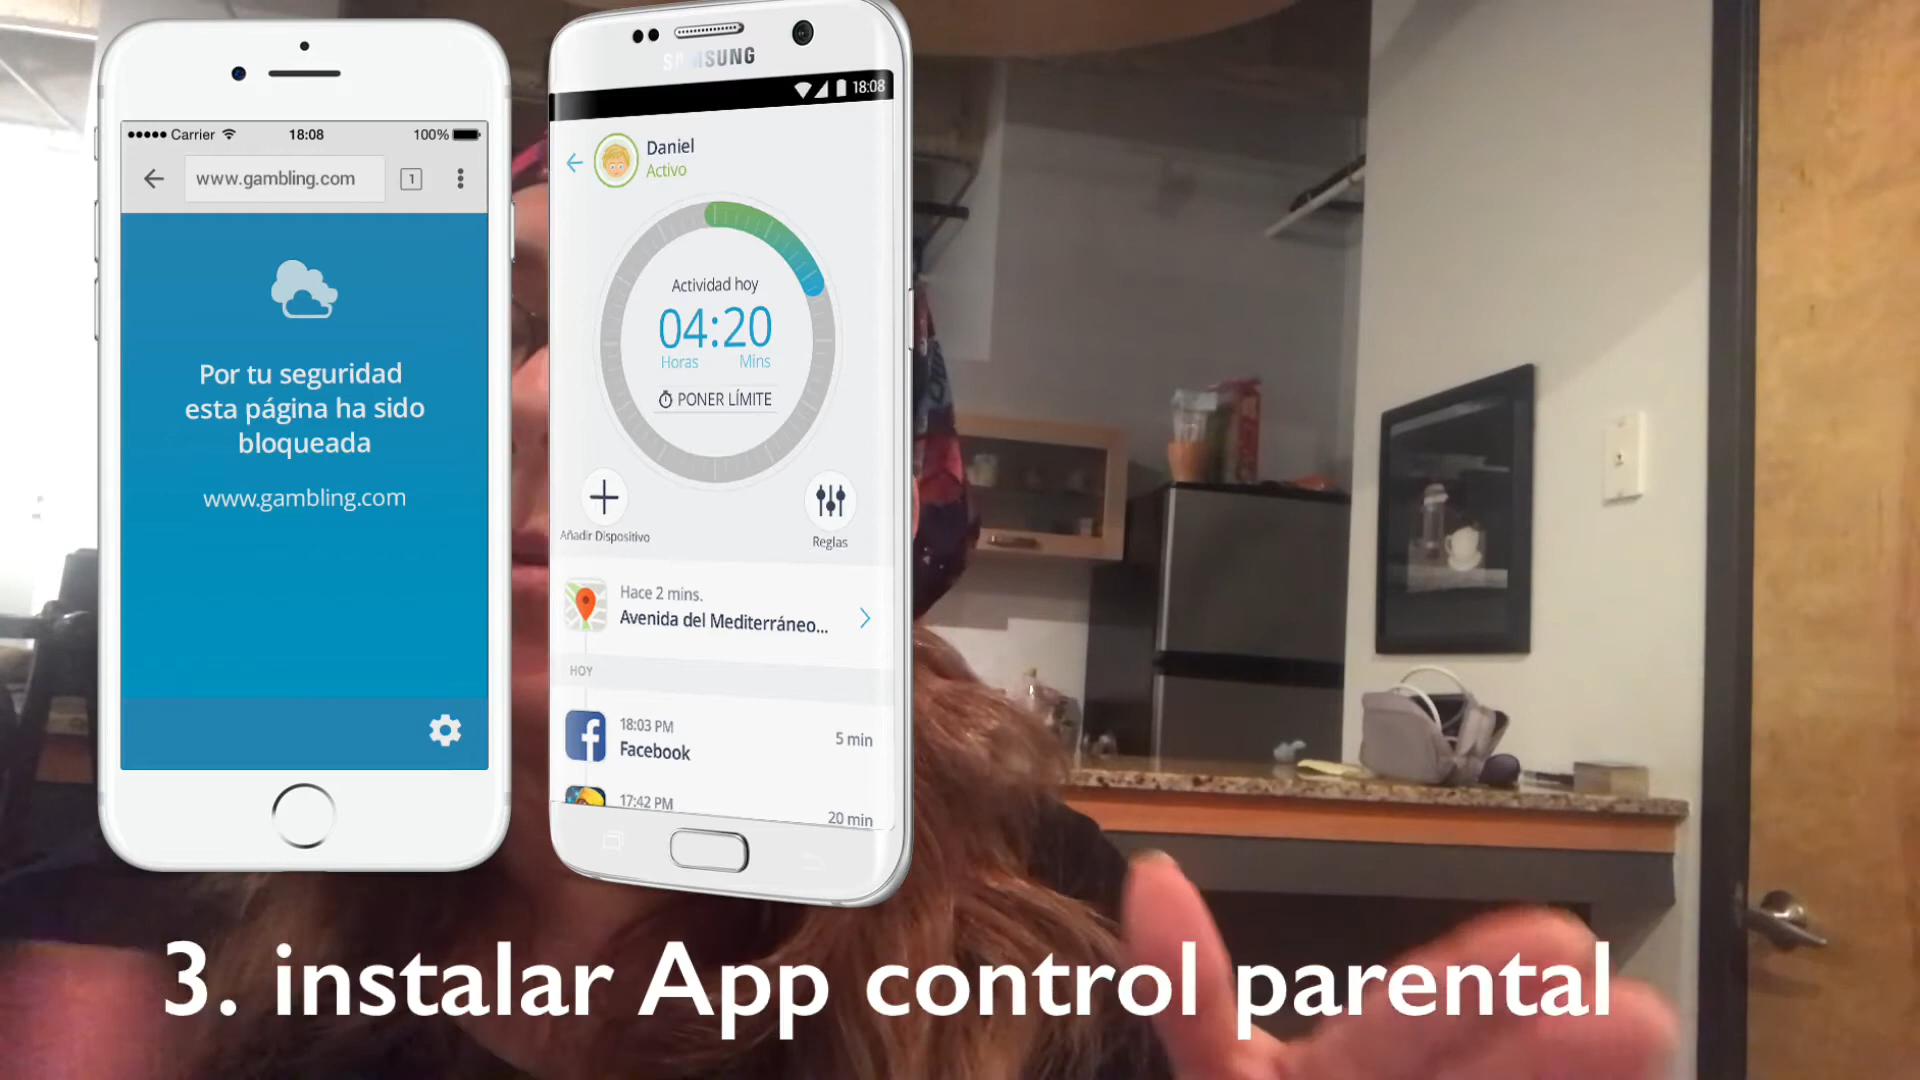 Carrier 18:08 100%
www.gambling.com 1
Por tu seguridad
esta página ha sido
bloqueada
www.gambling.com
SAMSUNG
18:08
Daniel
Activo
Actividad hoy
04:20
Horas Mins
PONER LÍMITE
Añadir Dispositivo
Reglas
Hace 2 mins.
Avenida del Mediterráneo...
HOY
18:03 PM
Facebook
5 min
17:42 PM
20 min
3. instalar App control parental